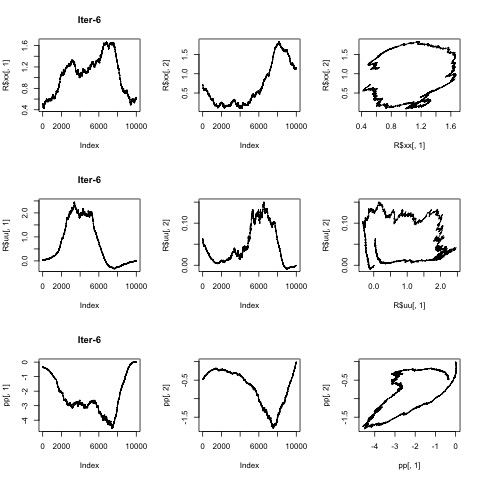 Iter-6
R$xx[, 1]
0.4 0.8 1.2 1.6
0 2000 6000 10000
Index
R$xx[, 2]
0.5 1.0 1.5
0 2000 6000 10000
Index
R$xx[, 2]
0.5 1.0 1.5
0.4 0.8 1.2 1.6
R$xx[, 1]
Iter-6
R$uu[, 1]
0.0 1.0 2.0
0 2000 6000 10000
Index
R$uu[, 2]
0.00 0.10
0 2000 6000 10000
Index
R$uu[, 2]
0.00 0.10
0.0 1.0 2.0
R$uu[, 1]
Iter-6
pp[, 1]
-4 -3 -2 -1 0
0 2000 6000 10000
Index
pp[, 2]
-1.5 -0.5
0 2000 6000 10000
Index
pp[, 2]
-1.5 -0.5
-4 -3 -2 -1 0
pp[, 1]